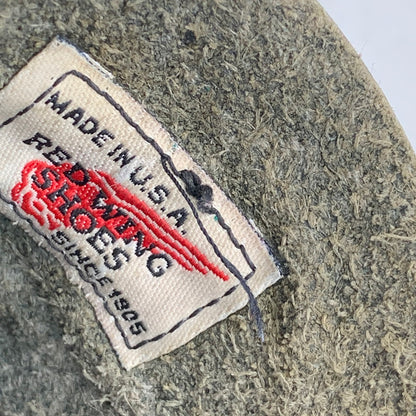 MADE IN U.S.A.
RED WING
SHOES
SINCE 1905